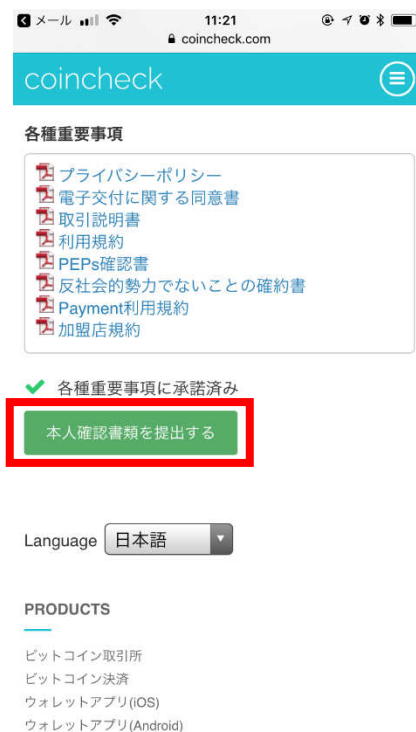 メール 11:21
coincheck.com
coincheck
各種重要事項
プライバシーポリシー
電子交付に関する同意書
取引説明書
利用規約
PEPs確認書
反社会的勢力でないことの確約書
Payment利用規約
加盟店規約
各種重要事項に承諾済み
本人確認書類を提出する
Language 日本語
PRODUCTS
ビットコイン取引所
ビットコイン決済
ウォレットアプリ(iOS)
ウォレットアプリ(Android)